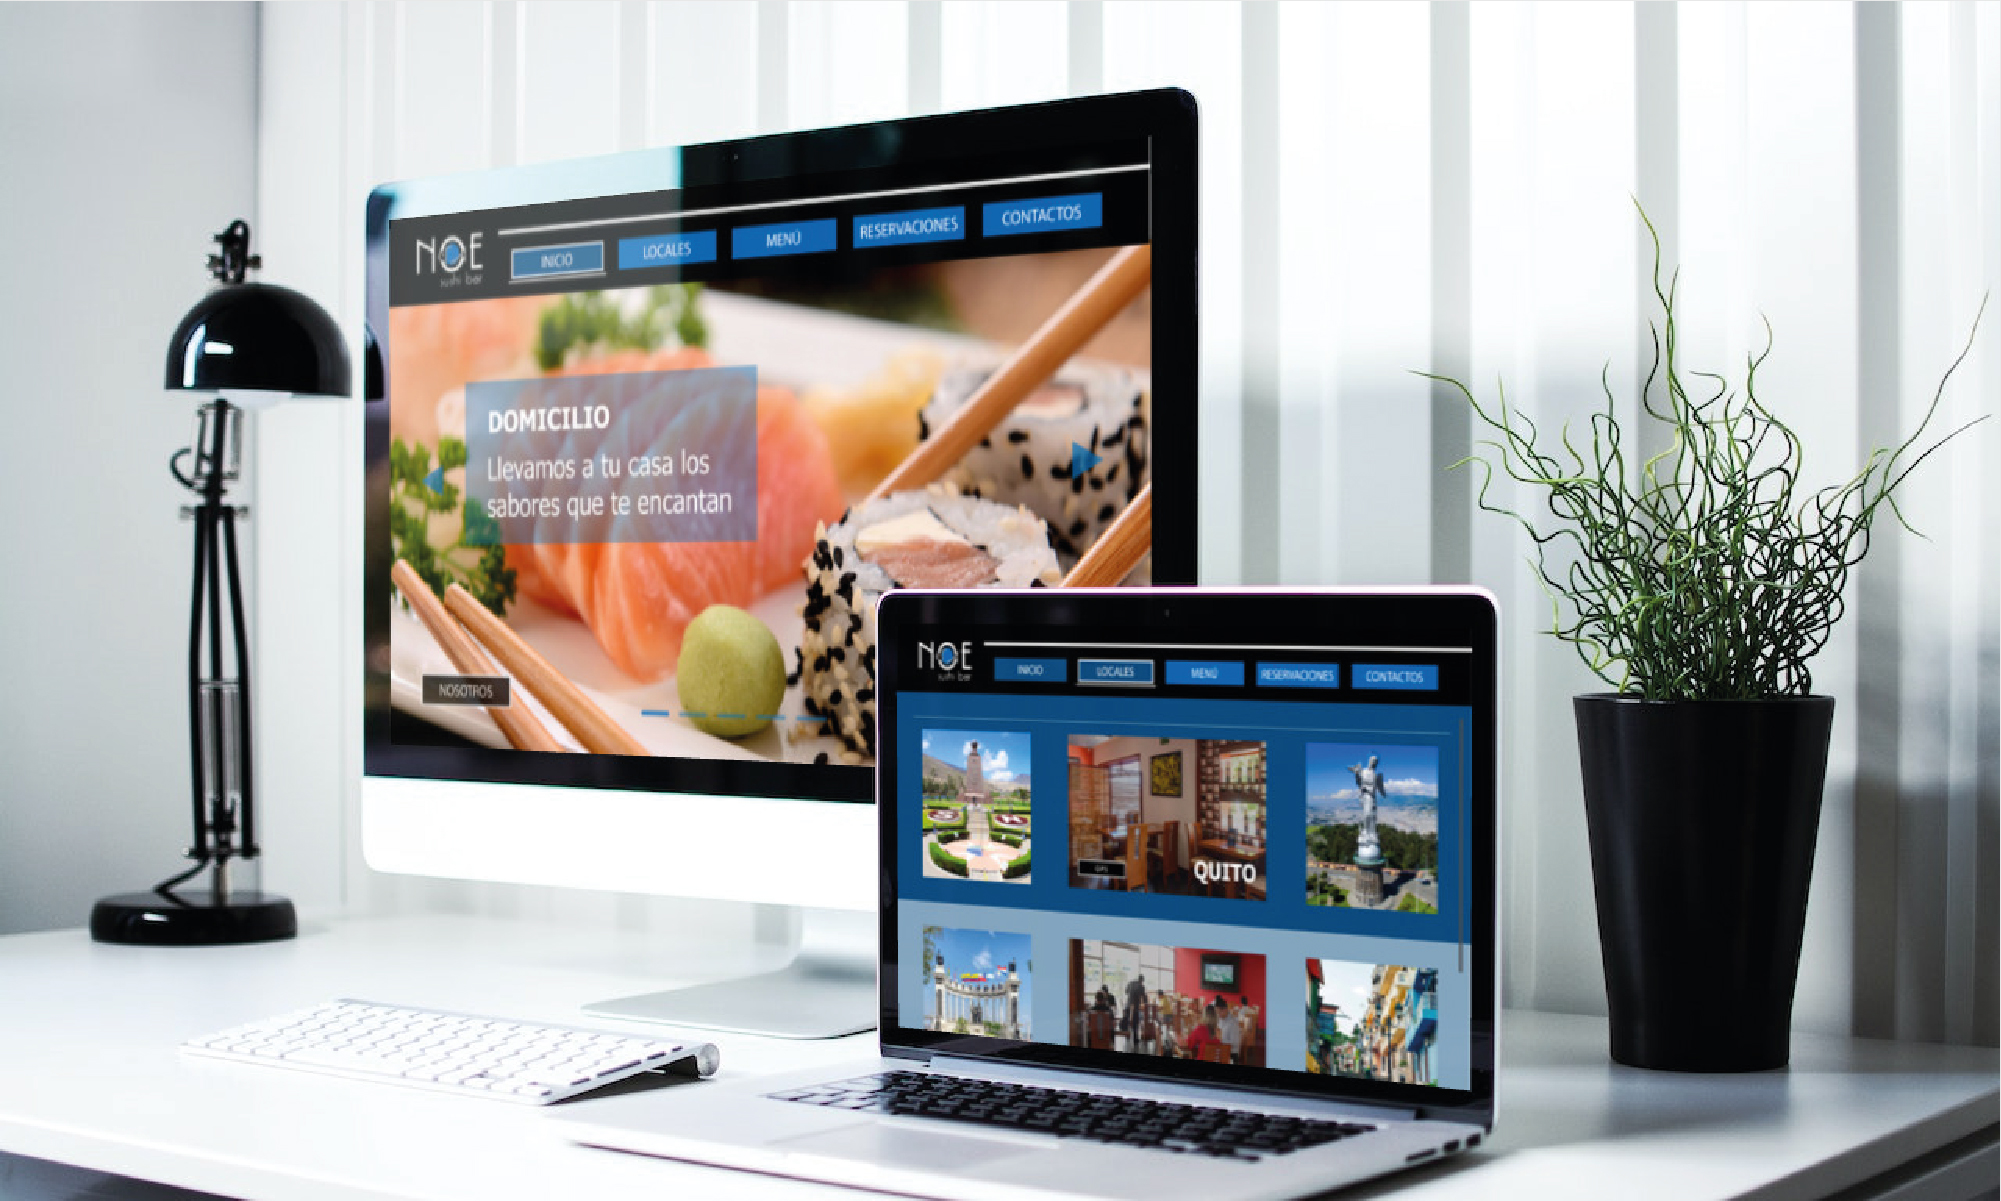 NOE
sushi bar
INICIO
LOCALES
MENÚ
RESERVACIONES
CONTACTOS
DOMICILIO
Llevamos a tu casa los
sabores que te encantan
NOSOTROS
NOE
sushi bar
INICIO
LOCALES
MENÚ
RESERVACIONES
CONTACTOS
GPS
QUITO